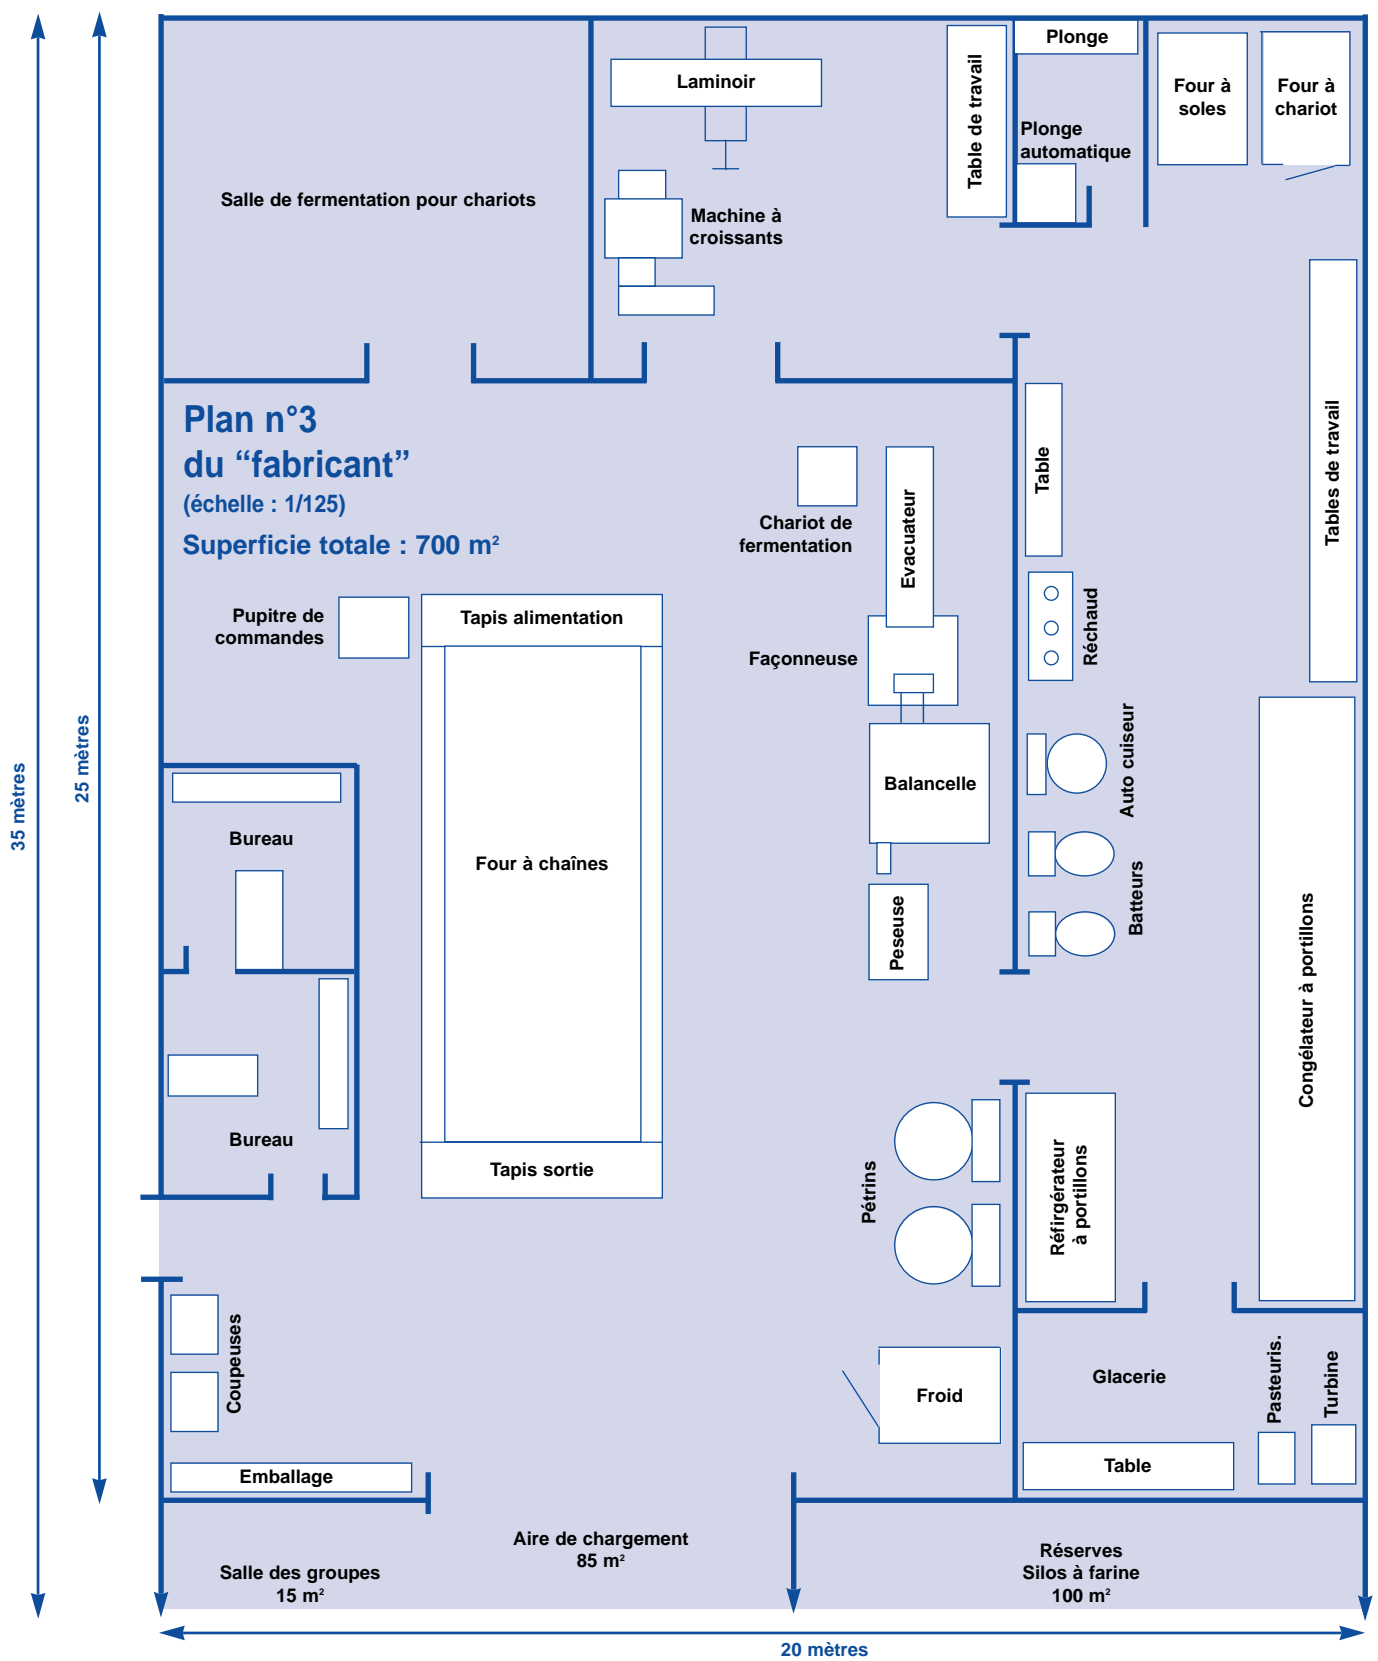 Plonge
Laminoir
Table de travail
Four à
soles
Four à
chariot
Plonge
automatique
Salle de fermentation pour chariots
Machine à
croissants
Plan n°3
du “fabricant”
(échelle : 1/125)
Superficie totale : 700 m²
Table
Tables de travail
Chariot de
fermentation
Evacuateur
Pupitre de
commandes
Tapis alimentation
Réchaud
Façonneuse
35 mètres
25 mètres
Auto cuiseur
Balancelle
Bureau
Four à chaînes
Batteurs
Peseuse
Congélateur à portillons
Bureau
Tapis sortie
Pétrins
Réfirgérateur
à portillons
Coupeuses
Froid
Glacerie
Pasteuris.
Turbine
Emballage
Table
Aire de chargement
85 m²
Salle des groupes
15 m²
Réserves
Silos à farine
100 m²
20 mètres